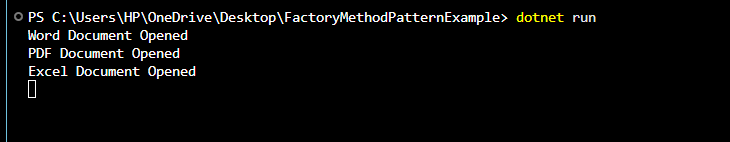 PS C:\Users\HP\OneDrive\Desktop\FactoryMethodPatternExample> dotnet run
Word Document Opened
PDF Document Opened
Excel Document Opened